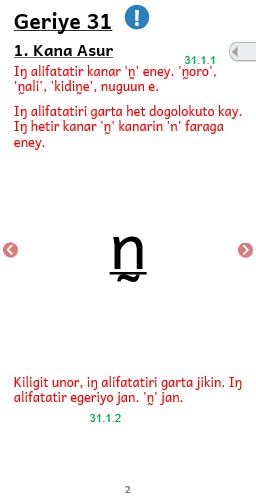 Geriye 31
1. Kana Asur
31.1.1
Iŋ alifatatir kanar 'n̰' eney. 'n̰oro',
'n̰ali', 'kidin̰e', nuguun e.
Iŋ alifatatiri garta het dogolokuto kay.
Iŋ hetir kanar 'n̰' kanarin 'n' faraga
eney.
n̰
Kiligit unor, iŋ alifatatiri garta jikin. Iŋ
alifatatir egeriyo jan. 'n̰' jan.
31.1.2
2